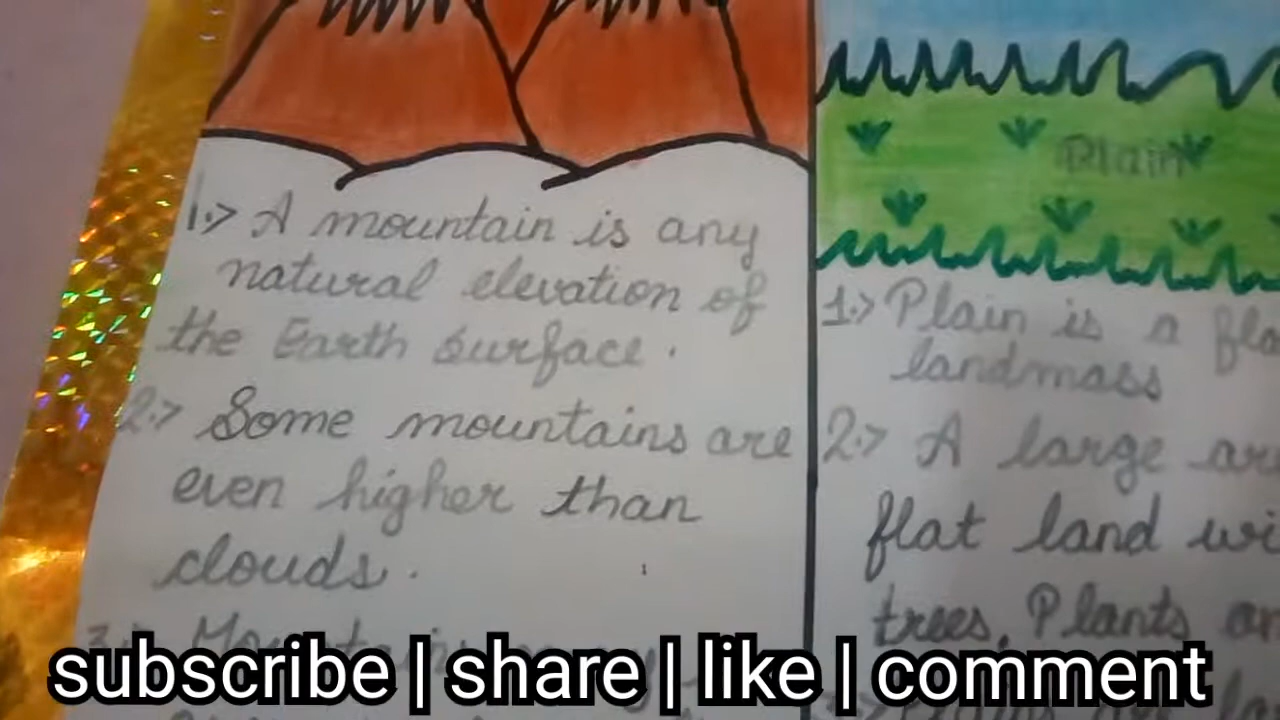 1.> A mountain is any
natural elevation of
the Earth surface.
2.> Some mountains are
even higher than
clouds.
Plain
1.> Plain is a
landmass
2.> A large
flat land
trees, Plants
subscribe | share | like | comment